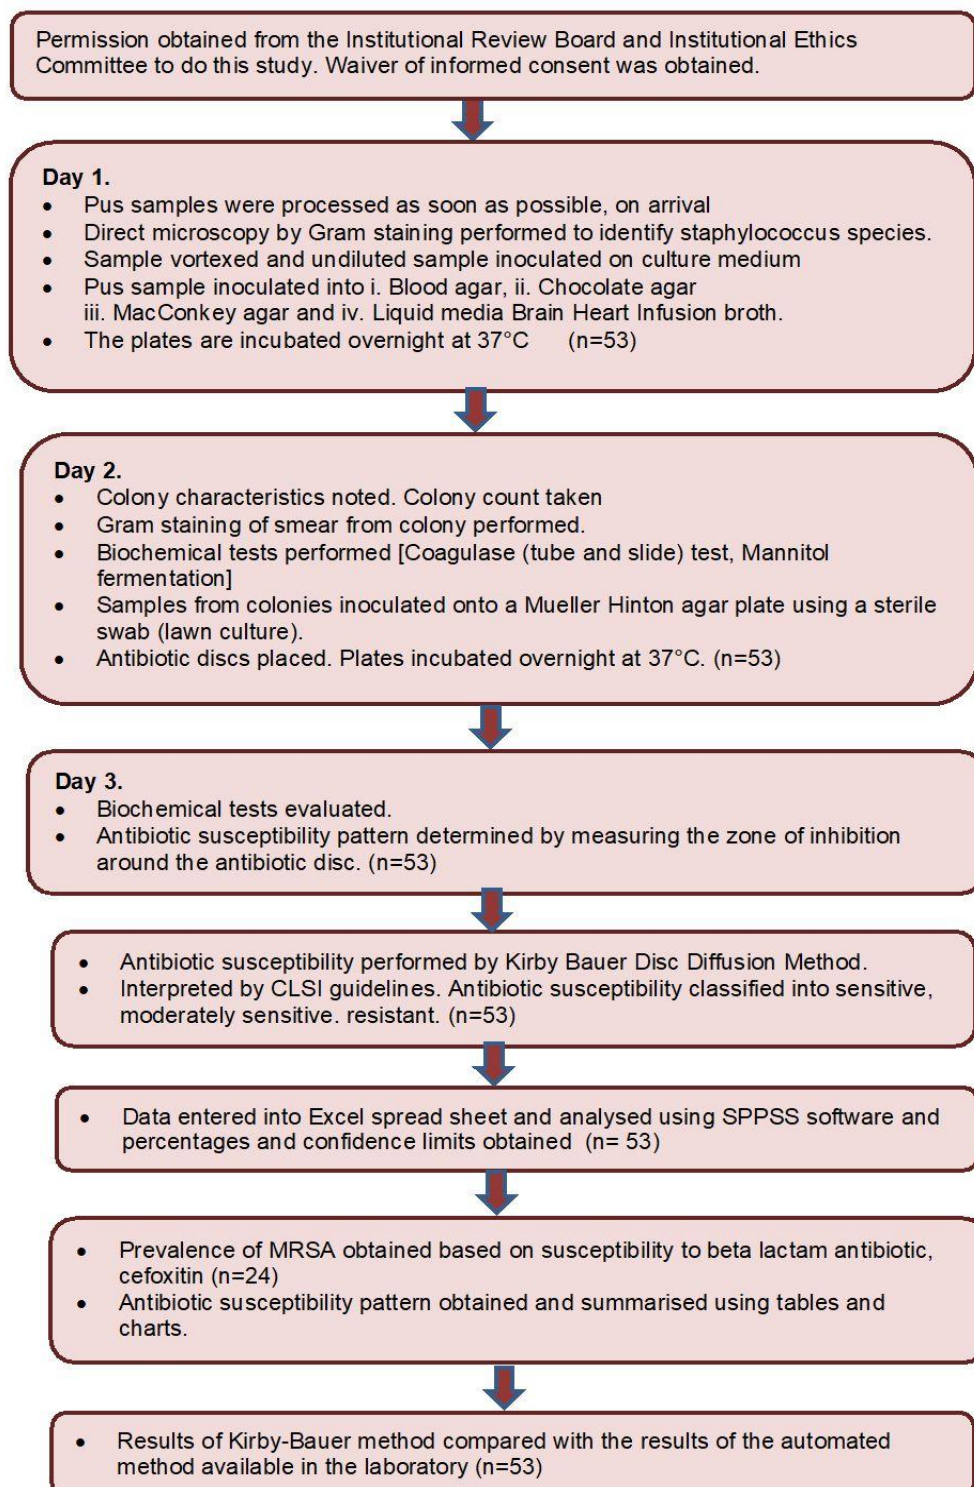 Permission obtained from the Institutional Review Board and Institutional Ethics
Committee to do this study. Waiver of informed consent was obtained.
Day 1.
• Pus samples were processed as soon as possible, on arrival
• Direct microscopy by Gram staining performed to identify staphylococcus species.
• Sample vortexed and undiluted sample inoculated on culture medium
• Pus sample inoculated into i. Blood agar, ii. Chocolate agar
iii. MacConkey agar and iv. Liquid media Brain Heart Infusion broth.
• The plates are incubated overnight at 37°C (n=53)
Day 2.
• Colony characteristics noted. Colony count taken
• Gram staining of smear from colony performed.
• Biochemical tests performed [Coagulase (tube and slide) test, Mannitol
fermentation]
• Samples from colonies inoculated onto a Mueller Hinton agar plate using a sterile
swab (lawn culture).
• Antibiotic discs placed. Plates incubated overnight at 37°C. (n=53)
Day 3.
• Biochemical tests evaluated.
• Antibiotic susceptibility pattern determined by measuring the zone of inhibition
around the antibiotic disc. (n=53)
• Antibiotic susceptibility performed by Kirby Bauer Disc Diffusion Method.
• Interpreted by CLSI guidelines. Antibiotic susceptibility classified into sensitive,
moderately sensitive. resistant. (n=53)
• Data entered into Excel spread sheet and analysed using SPPSS software and
percentages and confidence limits obtained (n= 53)
• Prevalence of MRSA obtained based on susceptibility to beta lactam antibiotic,
cefoxitin (n=24)
• Antibiotic susceptibility pattern obtained and summarised using tables and
charts.
• Results of Kirby-Bauer method compared with the results of the automated
method available in the laboratory (n=53)